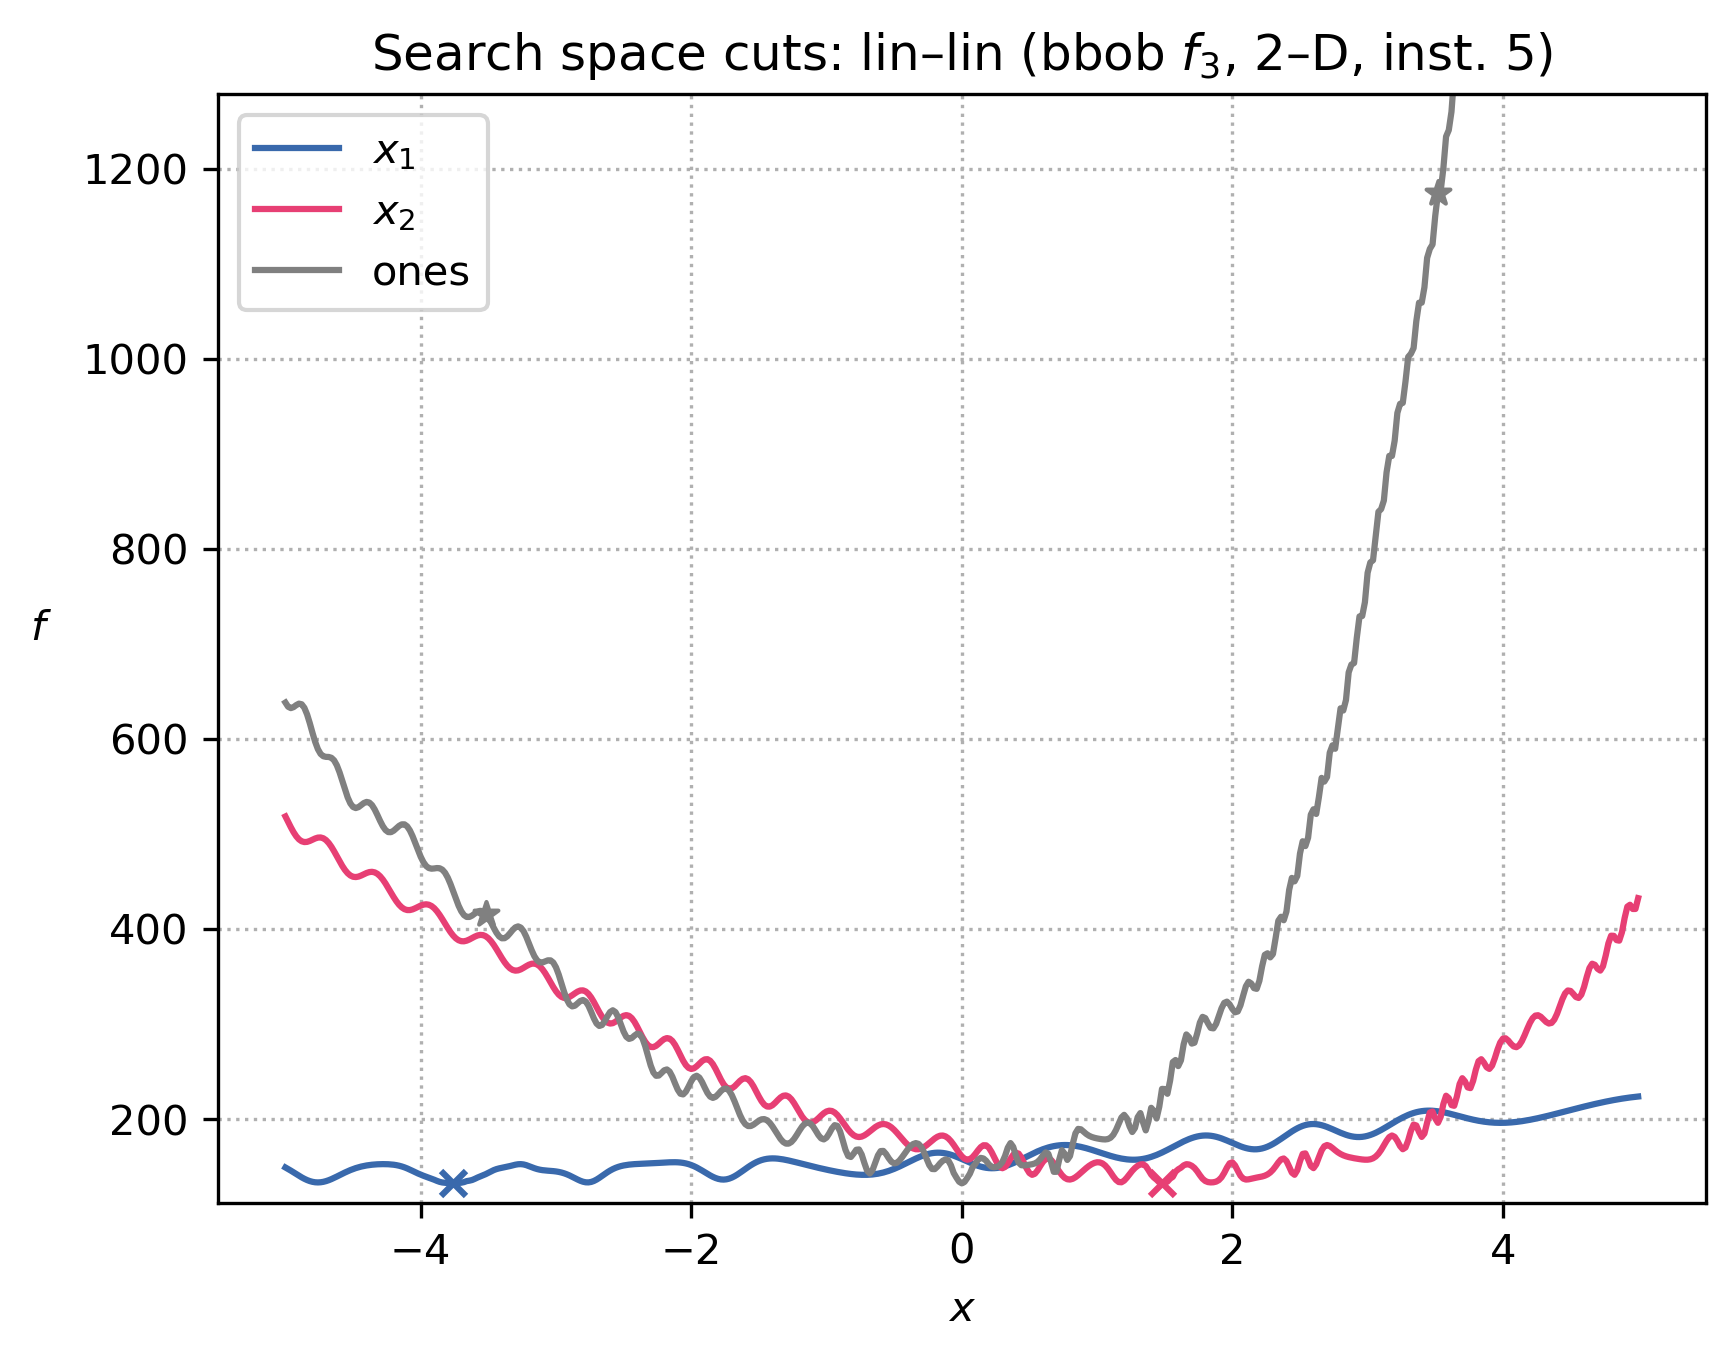 Search space cuts: lin–lin (bbob f₃, 2–D, inst. 5)
x₁
x₂
ones
1200
1000
800
600
400
200
f
−4 −2 0 2 4
x